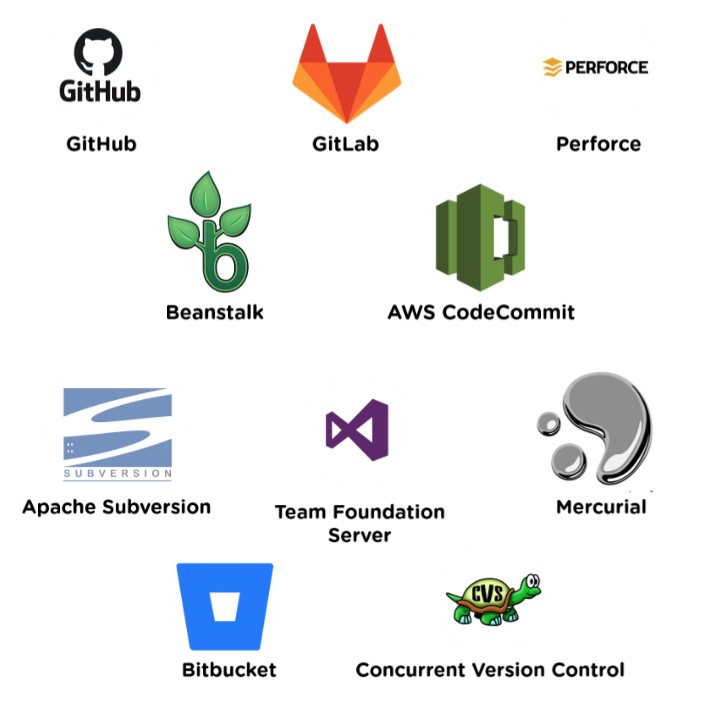 GitHub
PERFORCE
GitHub
GitLab
Perforce
b
Beanstalk
AWS CodeCommit
SUBVERSION
Apache Subversion
Team Foundation
Server
Mercurial
CVS
Bitbucket
Concurrent Version Control